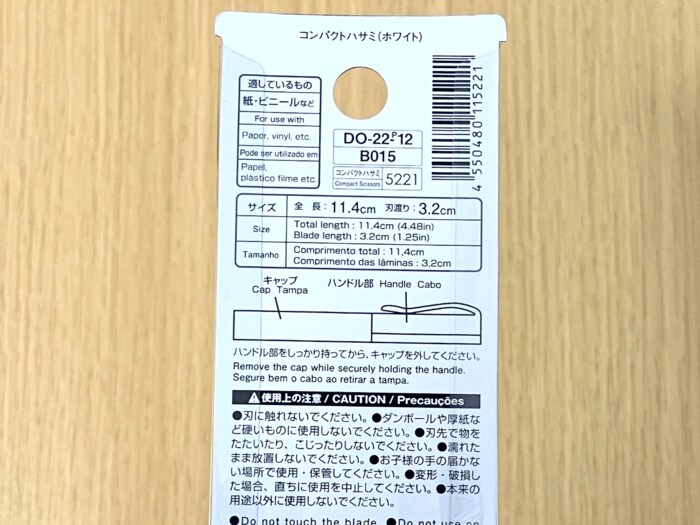 コンパクトハサミ(ホワイト)
適しているもの
紙・ビニールなど
For use with
Paper, vinyl, etc.
Pode ser utilizado em
Papel,
plástico filme etc.
DO-22-P12
B015
コンパクトハサミ
Compact Scissors
5221
4 550480 115221
サイズ
全 長:11.4cm 刃渡り:3.2cm
Size
Total length : 11.4cm (4.48in)
Blade length : 3.2cm (1.25in)
Tamanho
Comprimento total : 11,4cm
Comprimento das lâminas : 3,2cm
キャップ
Cap Tampa
ハンドル部 Handle Cabo
ハンドル部をしっかり持ってから、キャップを外してください。
Remove the cap while securely holding the handle.
Segure bem o cabo ao retirar a tampa.
使用上の注意 / CAUTION / Precauções
●刃に触れないでください。●ダンボールや厚紙な
ど硬いものに使用しないでください。●刃先で物を
たたいたり、こじったりしないでください。●濡れた
まま放置しないでください。●お子様の手の届かな
い場所で使用・保管してください。●変形・破損し
た場合、直ちに使用を中止してください。●本来の
用途以外に使用しないでください。
●Do not touch the blade. ●Do not use on